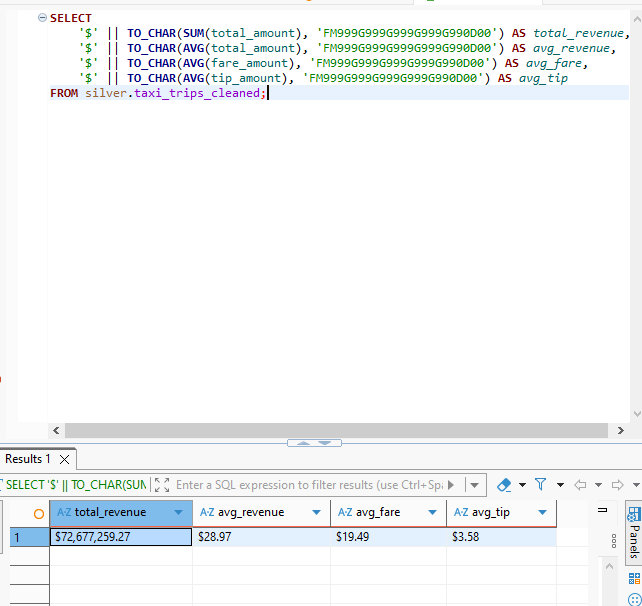 SELECT
'$' || TO_CHAR(SUM(total_amount), 'FM999G999G999G999G990D00') AS total_revenue,
'$' || TO_CHAR(AVG(total_amount), 'FM999G999G999G999G990D00') AS avg_revenue,
'$' || TO_CHAR(AVG(fare_amount), 'FM999G999G999G999G990D00') AS avg_fare,
'$' || TO_CHAR(AVG(tip_amount), 'FM999G999G999G999G990D00') AS avg_tip
FROM silver.taxi_trips_cleaned;
Results 1
SELECT '$' || TO_CHAR(SUM Enter a SQL expression to filter results (use Ctrl+Spa
A-Z total_revenue A-Z avg_revenue A-Z avg_fare A-Z avg_tip
1 $72,677,259.27 $28.97 $19.49 $3.58
Panels